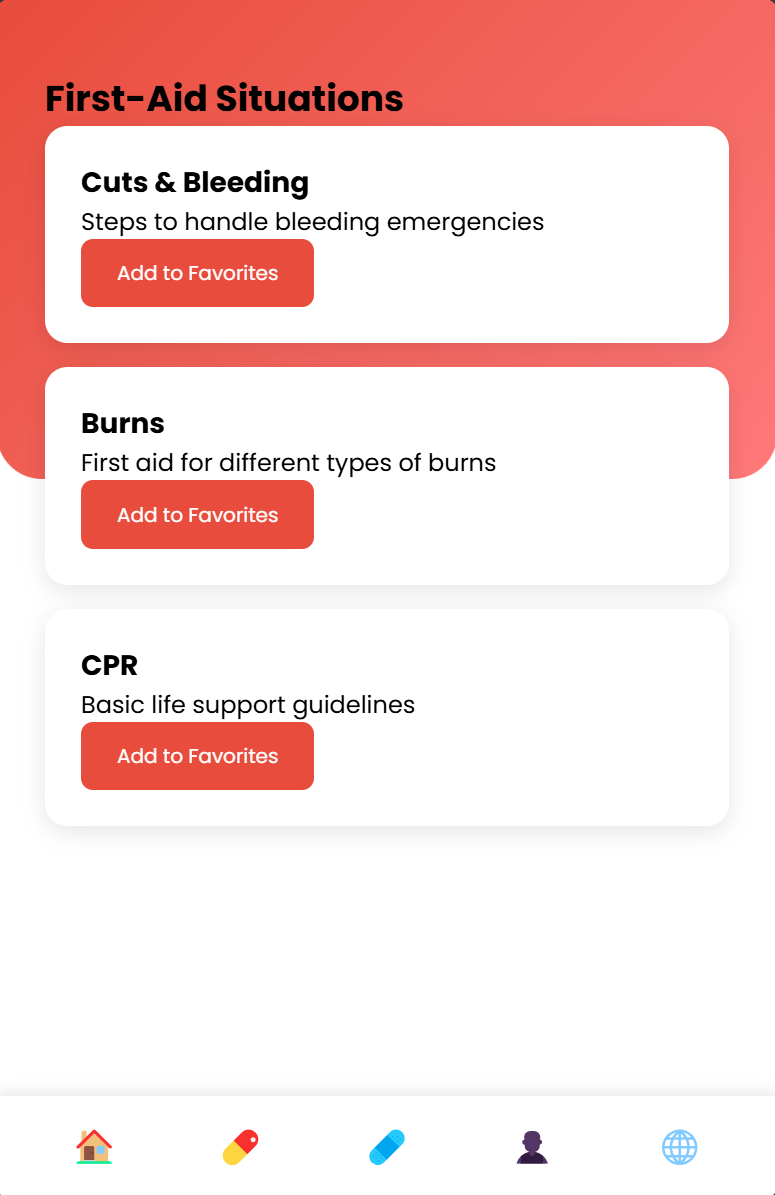 First-Aid Situations
Cuts & Bleeding
Steps to handle bleeding emergencies
Add to Favorites
Burns
First aid for different types of burns
Add to Favorites
CPR
Basic life support guidelines
Add to Favorites